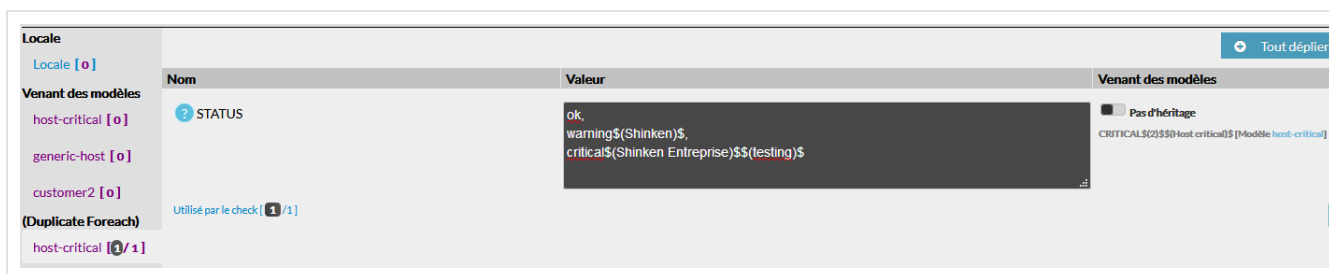 Locale
Locale [ 0 ]
Venant des modèles
host-critical [ 0 ]
generic-host [ 0 ]
customer2 [ 0 ]
(Duplicate Foreach)
host-critical [ 1 / 1 ]
Tout déplier
Nom Valeur Venant des modèles
? STATUS
ok,
warning$(Shinken)$,
critical$(Shinken Entreprise)$$(testing)$
Pas d'héritage
CRITICAL$(2)$$(Host critical)$ [Modèle host-critical]
Utilisé par le check [ 1 /1 ]